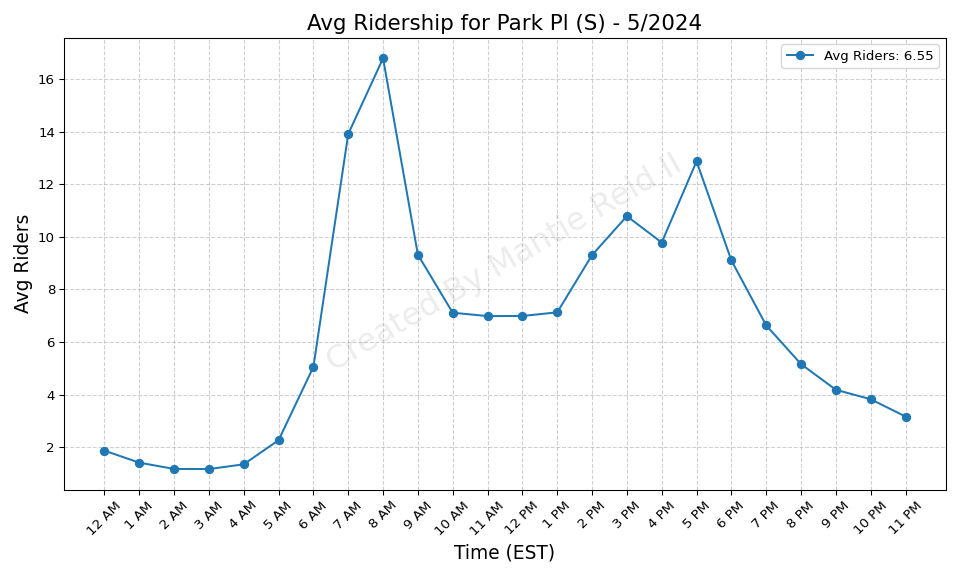 Avg Ridership for Park Pl (S) - 5/2024
Avg Riders: 6.55
Avg Riders
16
14
12
10
8
6
4
2
Created By Mantie Reid II
12 AM
1 AM
2 AM
3 AM
4 AM
5 AM
6 AM
7 AM
8 AM
9 AM
10 AM
11 AM
12 PM
1 PM
2 PM
3 PM
4 PM
5 PM
6 PM
7 PM
8 PM
9 PM
10 PM
11 PM
Time (EST)